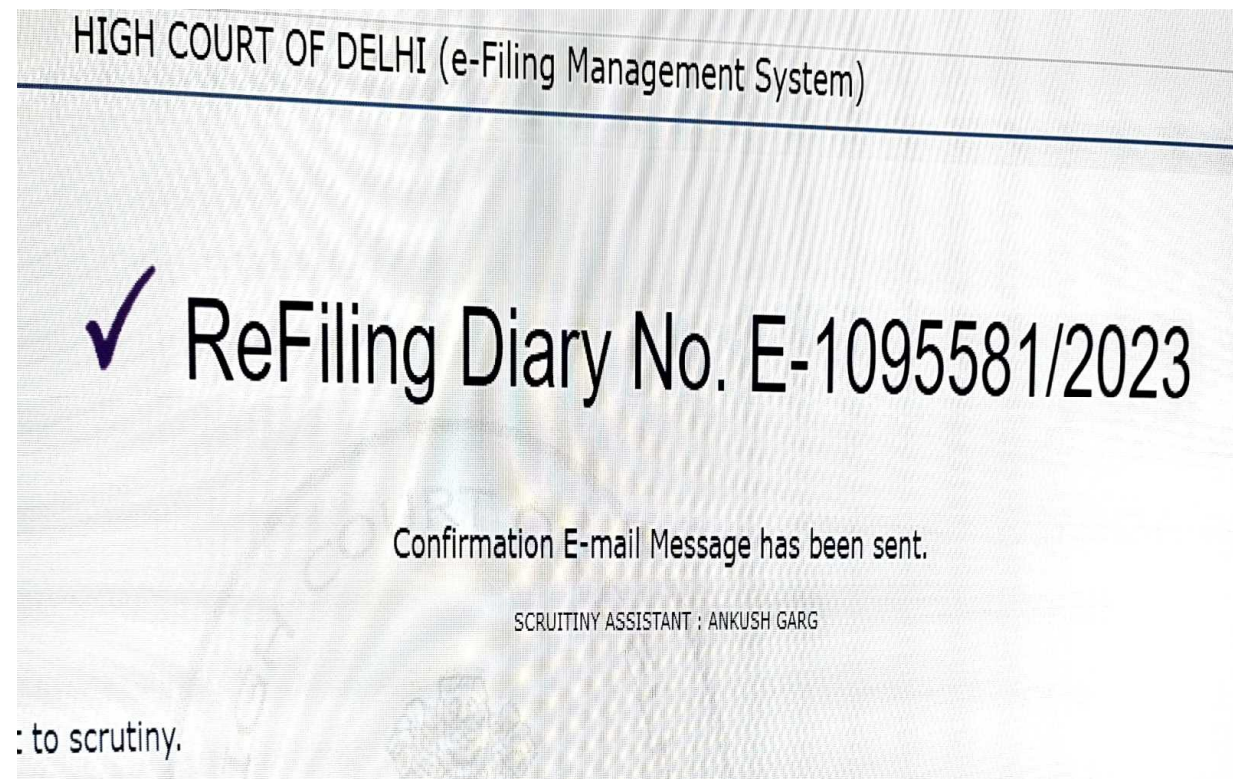 HIGH COURT OF DELHI (e-Filing Management System)
✓ ReFiling Diary No. E-1095581/2023
Confirmation E-mail Message has been sent.
SCRUITINY ASSISTANT : ANKUSH GARG
to scrutiny.